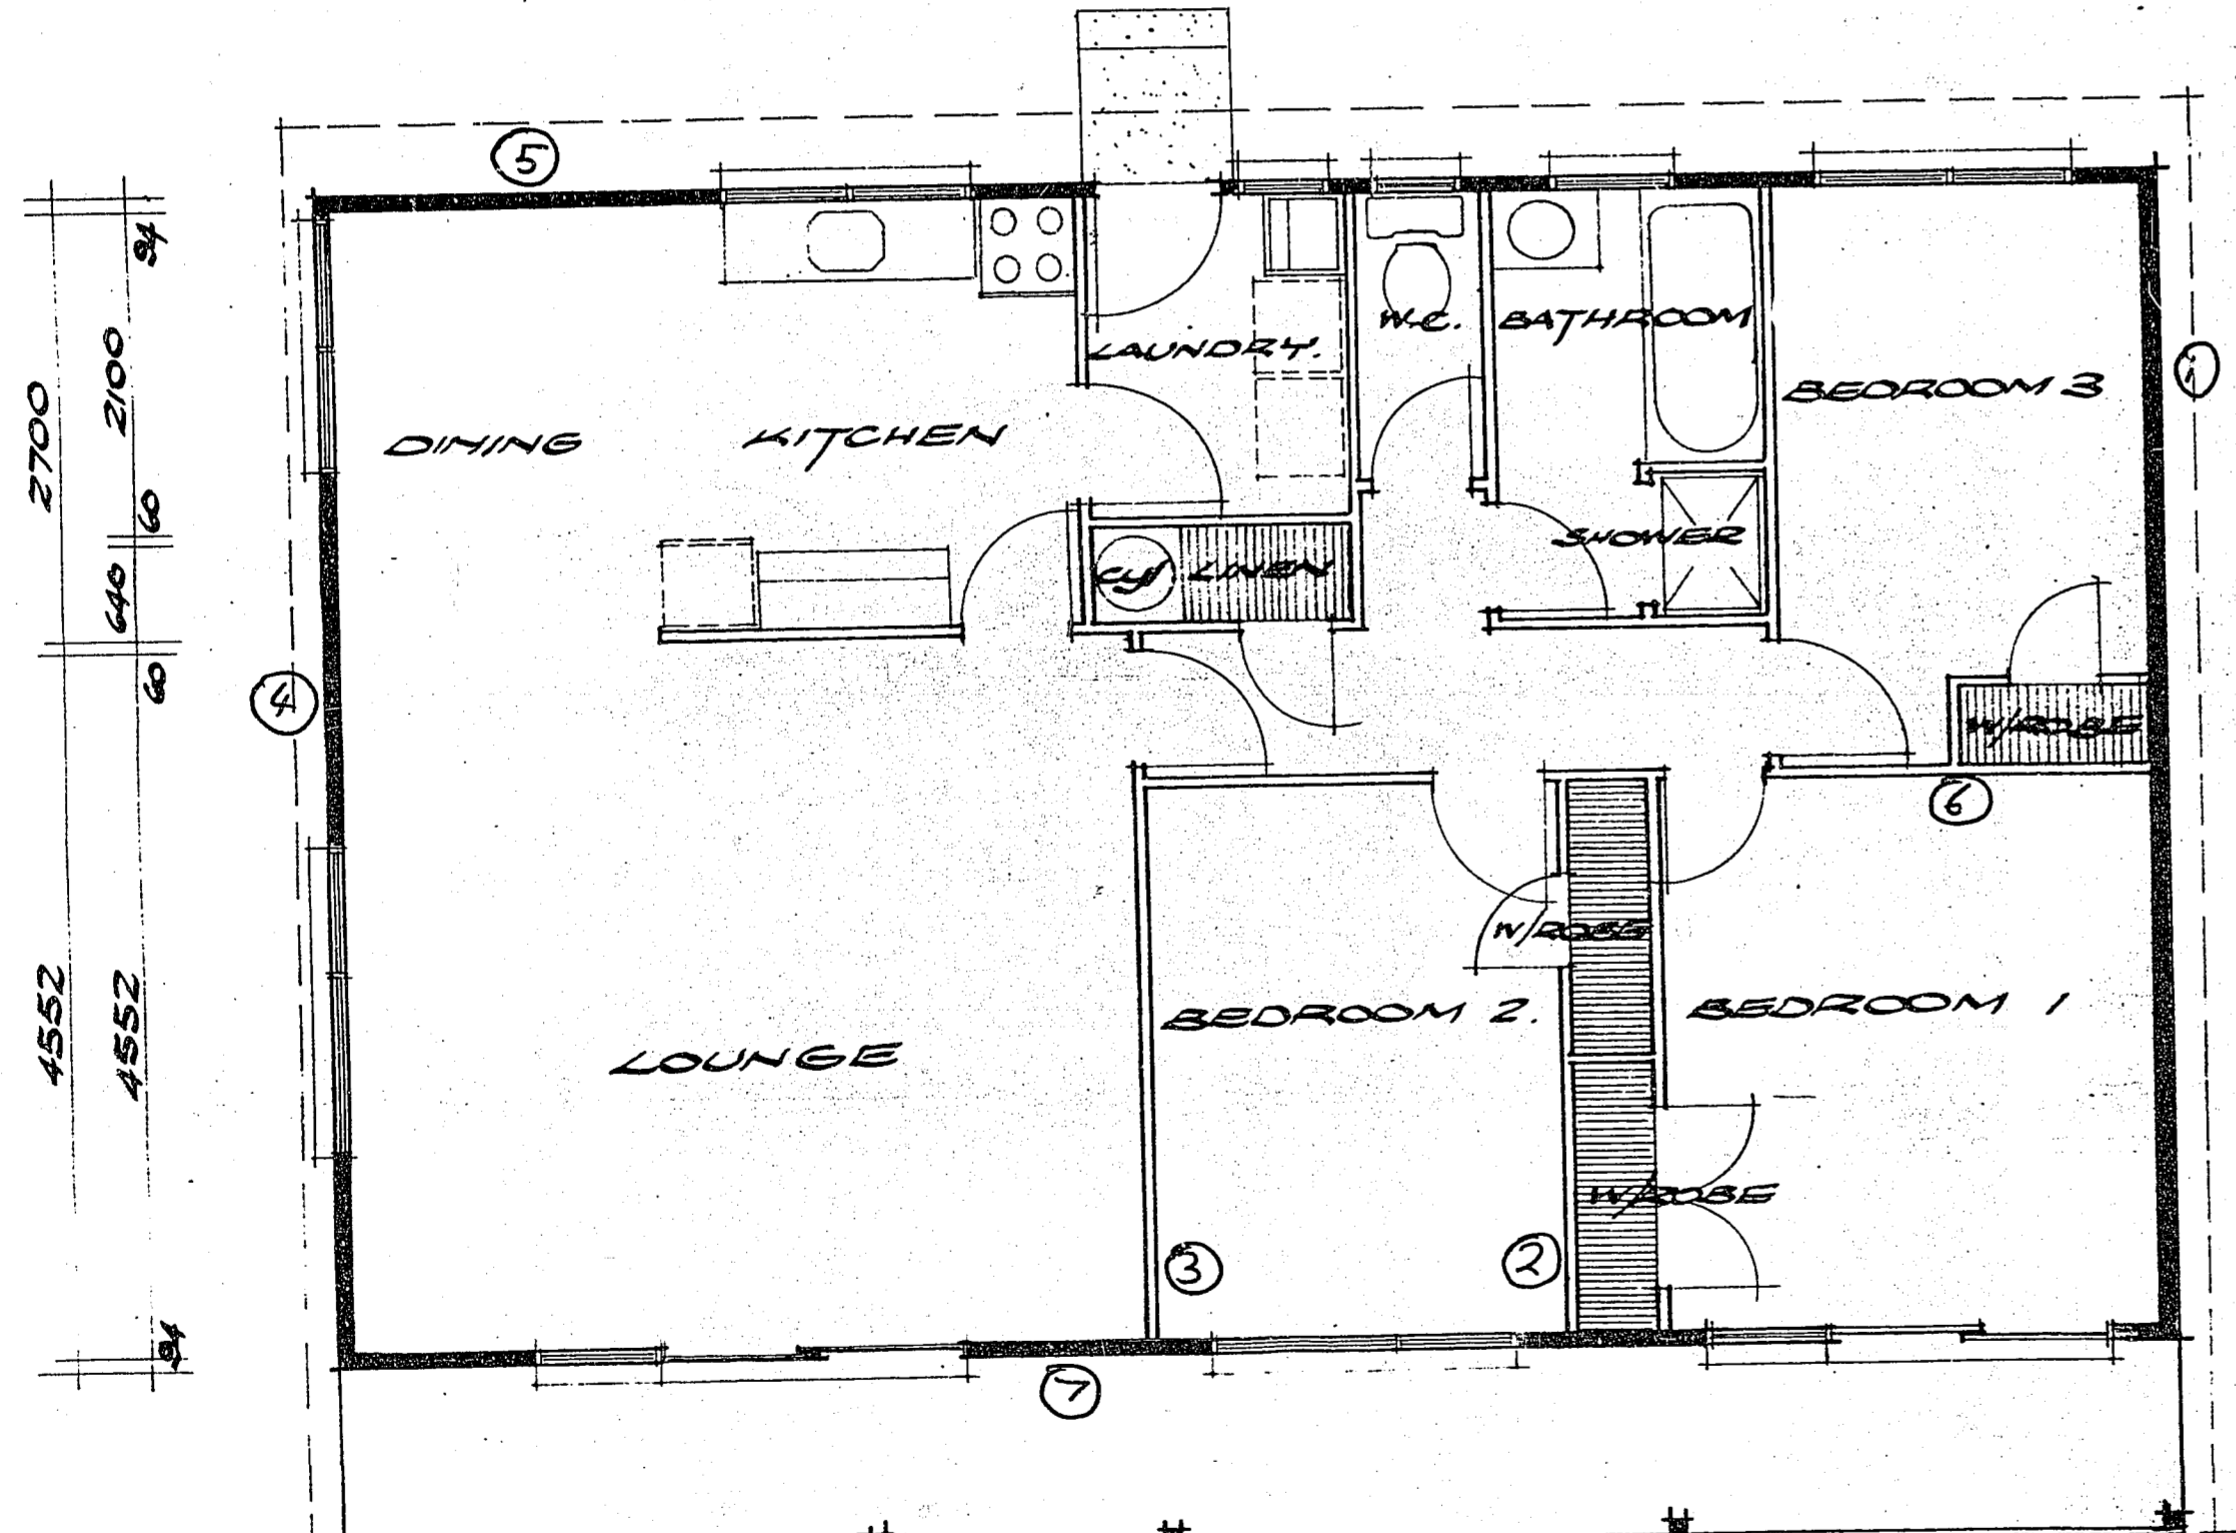 5
94
2700
2100
60
640
60
4552
4552
94
4
DINING
KITCHEN
LAUNDRY.
W.C.
BATHROOM
BEDROOM 3
1
SHOWER
Cyl
LINEN
W/ROBE
6
W/ROBE
BEDROOM 2.
BEDROOM 1
LOUNGE
W/ROBE
3
2
7